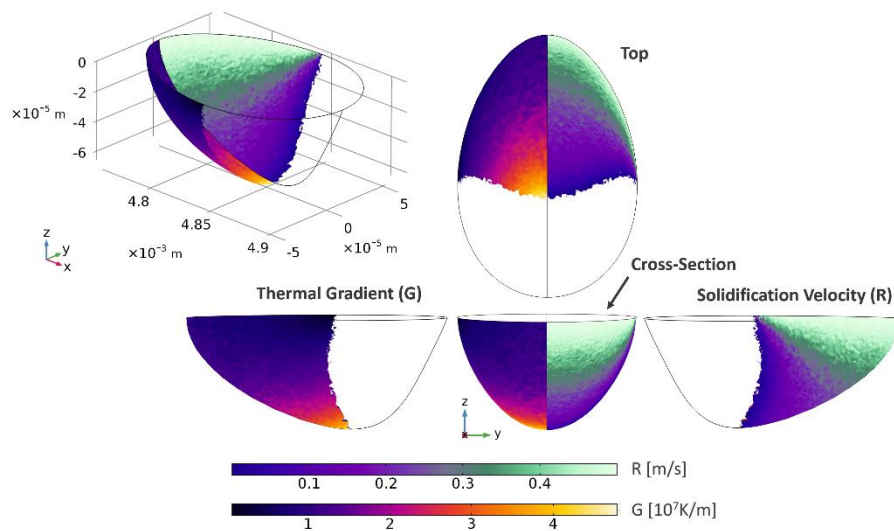 Top
0
-2
×10⁻⁵ m
-4
-6
4.8
4.85
4.9
×10⁻³ m
-5
0
5
×10⁻⁵ m
z
y
x
Cross-Section
Thermal Gradient (G)
Solidification Velocity (R)
z
x
y
0.1 0.2 0.3 0.4
R [m/s]
1 2 3 4
G [10⁷K/m]